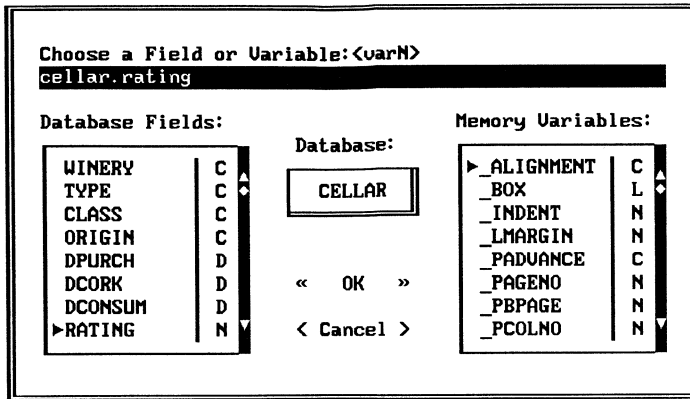 Choose a Field or Variable:<varN>
cellar.rating
Database Fields:
WINERY C
TYPE C
CLASS C
ORIGIN C
DPURCH D
DCORK D
DCONSUM D
►RATING N
Database:
CELLAR
« OK »
< Cancel >
Memory Variables:
►_ALIGNMENT C
_BOX L
_INDENT N
_LMARGIN N
_PADVANCE C
_PAGENO N
_PBPAGE N
_PCOLNO N